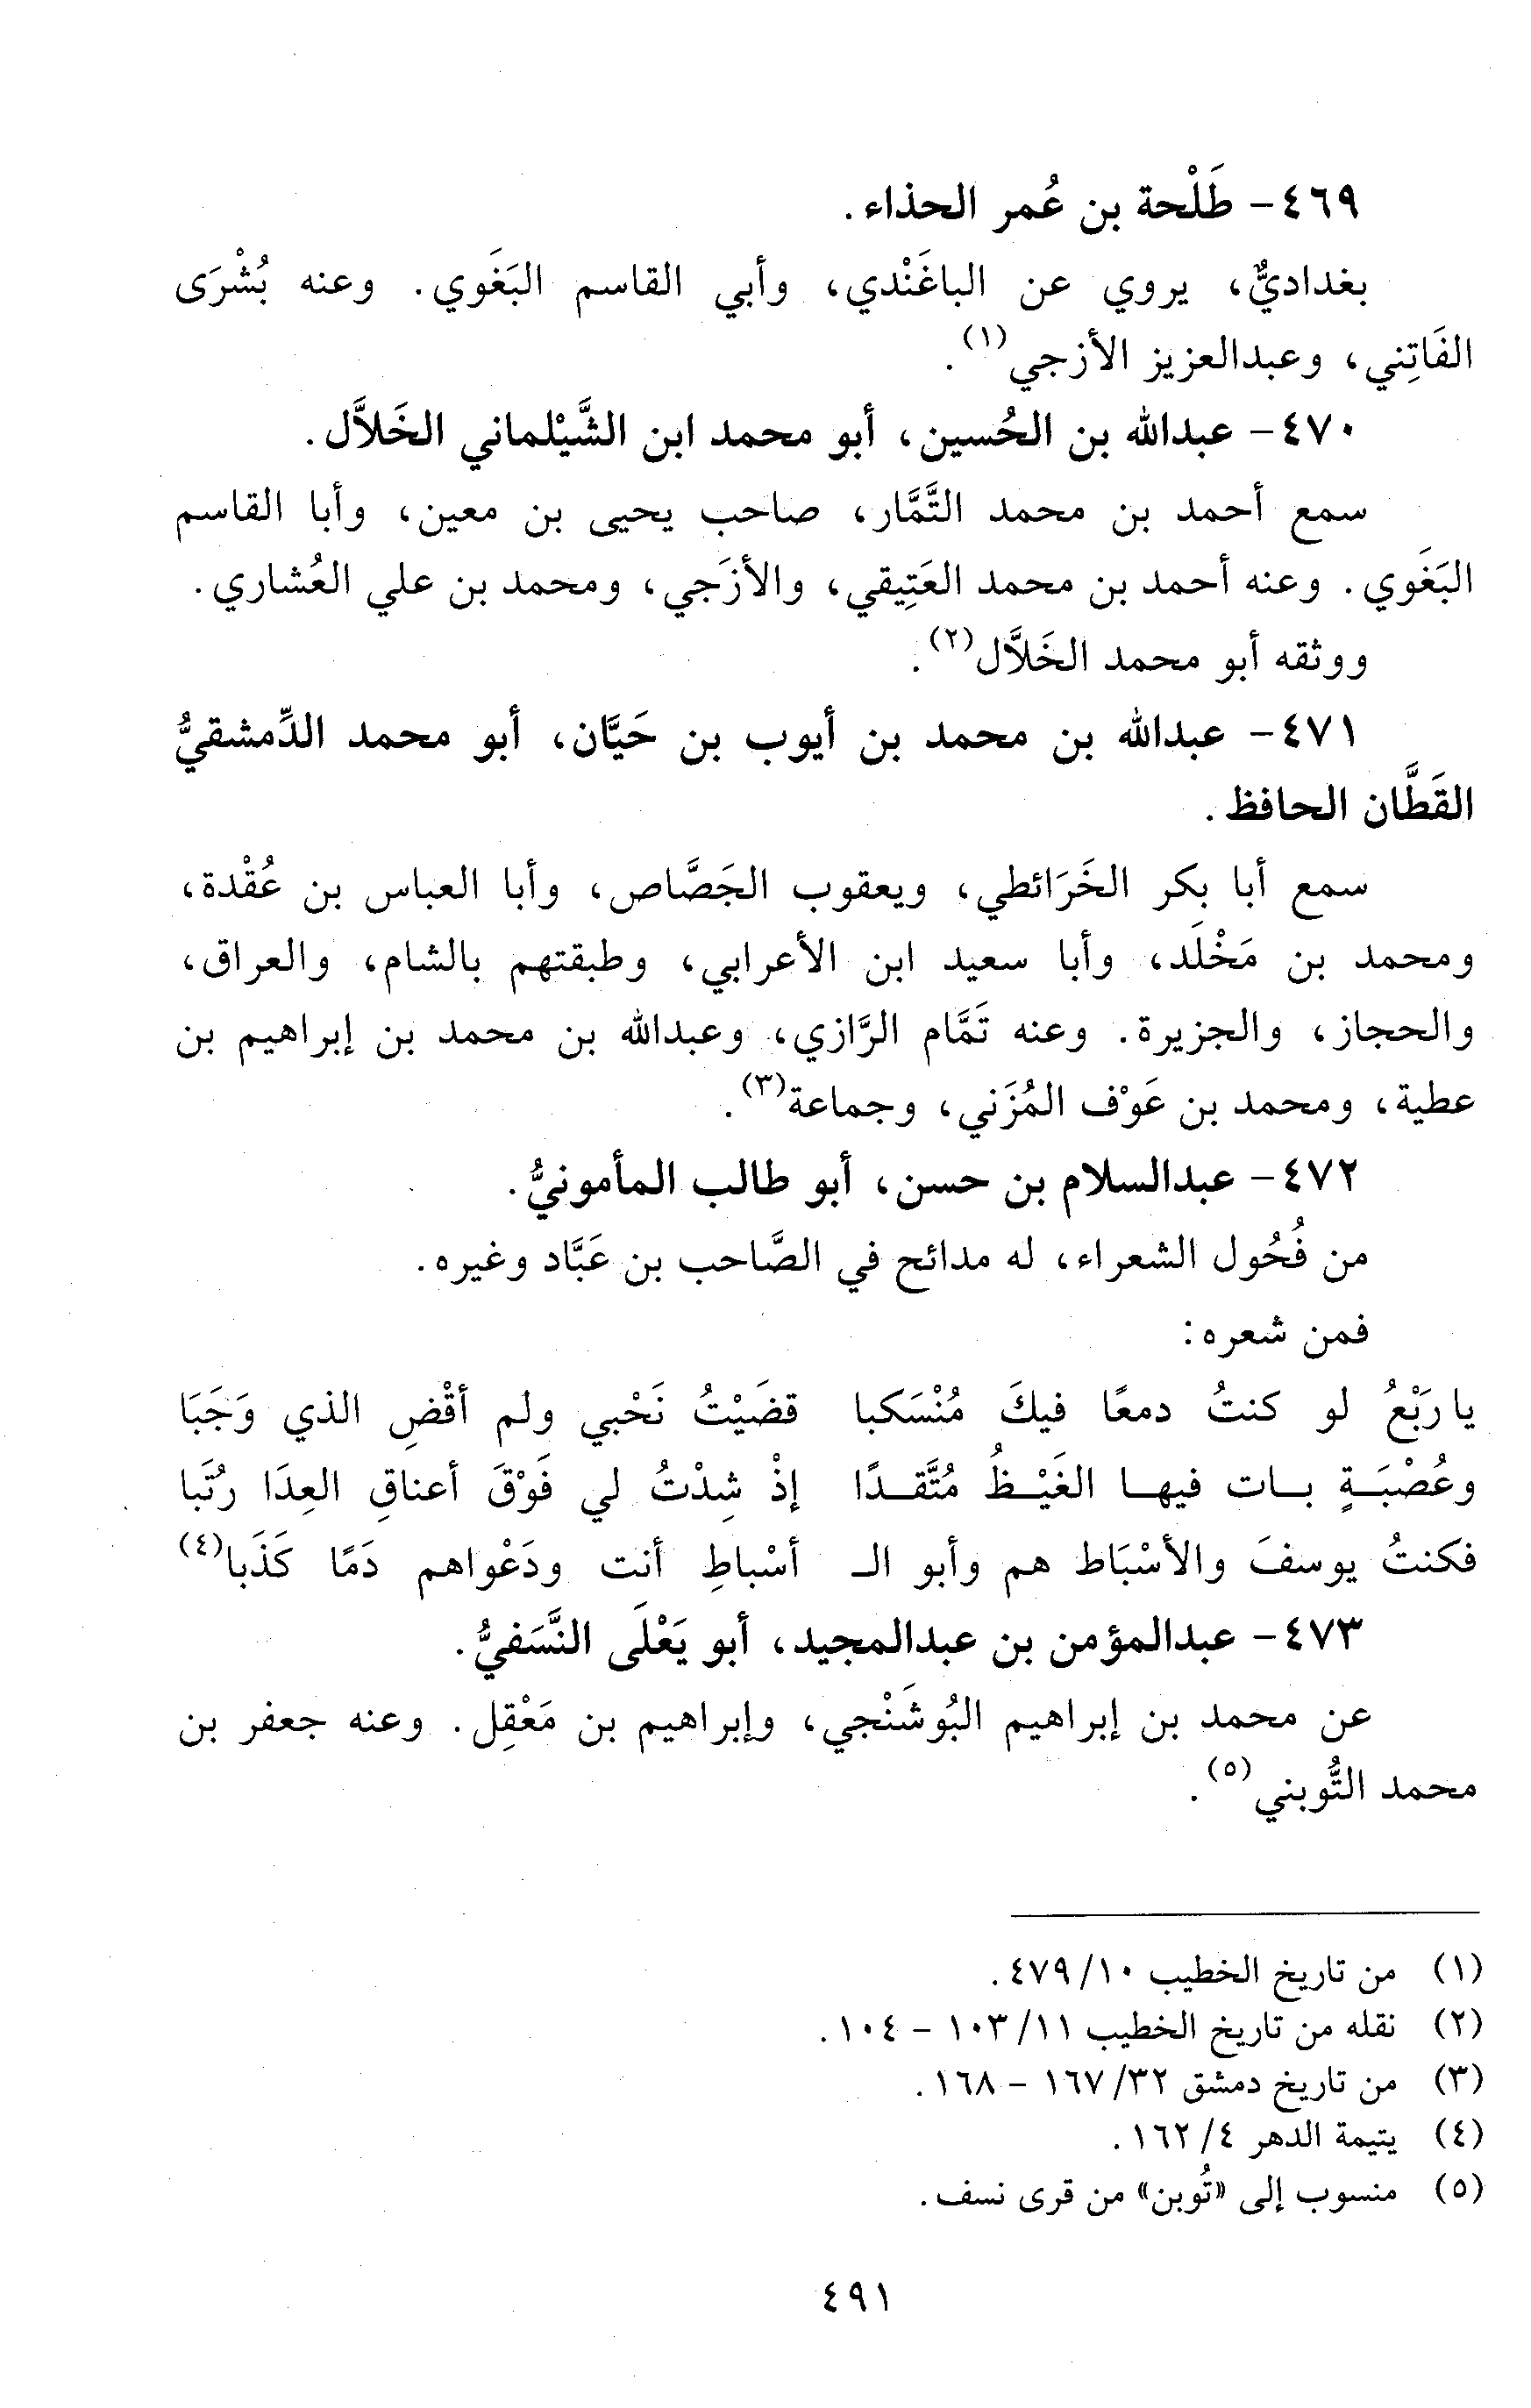 ٤٦٩- طَلْحة بن عُمر الحذاء.
بغداديٌّ، يروي عن الباغَنْدي، وأبي القاسم البَغَوي. وعنه بُشْرَى
الفَاتِني، وعبدالعزيز الأزجي(١).
٤٧٠- عبدالله بن الحُسين، أبو محمد ابن الشَّيْلماني الخَلاَّل.
سمع أحمد بن محمد التَّمَّار، صاحب يحيى بن معين، وأبا القاسم
البَغَوي. وعنه أحمد بن محمد العَتِيقي، والأزَجي، ومحمد بن علي العُشاري.
ووثقه أبو محمد الخَلاَّل(٢).
٤٧١- عبدالله بن محمد بن أيوب بن حَيَّان، أبو محمد الدِّمشقيُّ
القَطَّان الحافظ.
سمع أبا بكر الخَرَائطي، ويعقوب الجَصَّاص، وأبا العباس بن عُقْدة،
ومحمد بن مَخْلَد، وأبا سعيد ابن الأعرابي، وطبقتهم بالشام، والعراق،
والحجاز، والجزيرة. وعنه تَمَّام الرَّازي، وعبدالله بن محمد بن إبراهيم بن
عطية، ومحمد بن عَوْف المُزَني، وجماعة(٣).
٤٧٢- عبدالسلام بن حسن، أبو طالب المأمونيُّ.
من فُحُول الشعراء، له مدائح في الصَّاحب بن عَبَّاد وغيره.
فمن شعره:
يا رَبْعُ لو كنتُ دمعًا فيكَ مُنْسَكبا قضَيْتُ نَحْبي ولم أقْضِ الذي وَجَبَا
وعُصْبَـةٍ بـات فيهـا الغَيْـظُ مُتَّقـدًا إذْ شِدْتُ لي فَوْقَ أعناقِ العِدَا رُتَبا
فكنتُ يوسفَ والأسْبَاط هم وأبو الـ أسْباطِ أنت ودَعْواهم دَمًا كَذَبا(٤)
٤٧٣- عبدالمؤمن بن عبدالمجيد، أبو يَعْلَى النَّسَفيُّ.
عن محمد بن إبراهيم البُوشَنْجي، وإبراهيم بن مَعْقِل. وعنه جعفر بن
محمد التُّوبني(٥).
(١) من تاريخ الخطيب ١٠/ ٤٧٩.
(٢) نقله من تاريخ الخطيب ١١/ ١٠٣ - ١٠٤.
(٣) من تاريخ دمشق ٣٢/ ١٦٧ - ١٦٨.
(٤) يتيمة الدهر ٤/ ١٦٢.
(٥) منسوب إلى «تُوبن» من قرى نسف.
٤٩١